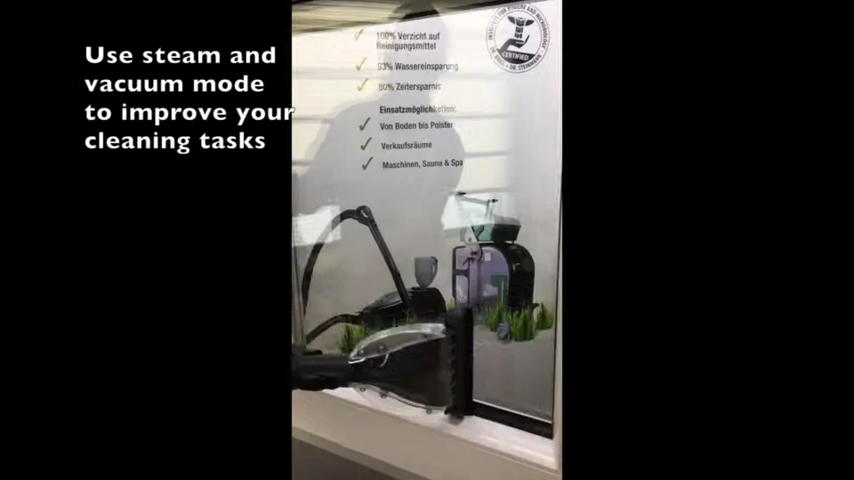 Use steam and
vacuum mode
to improve your
cleaning tasks
100% Verzicht auf
Reinigungsmittel
93% Wassereinsparung
80% Zeitersparnis
Einsatzmöglichkeiten:
Von Boden bis Polster
Verkaufsräume
Maschinen, Sauna & Spa
CERTIFIED